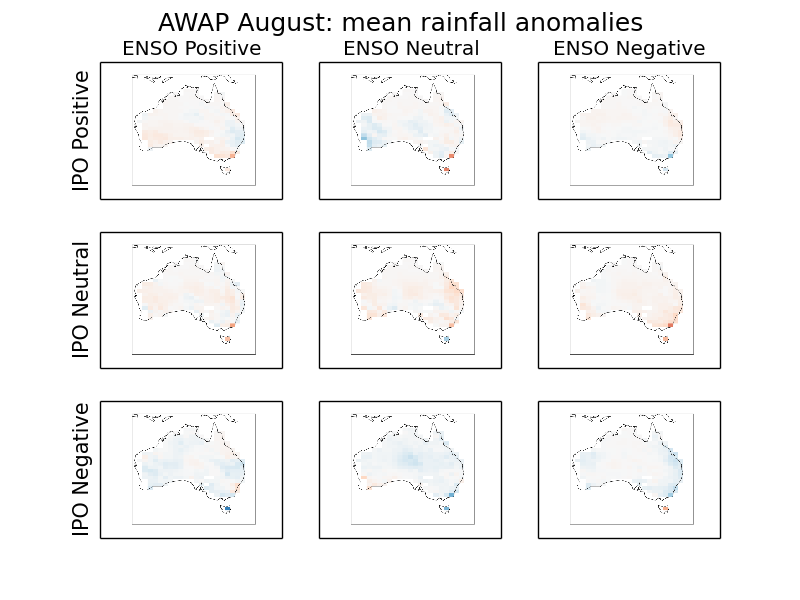 AWAP August: mean rainfall anomalies
ENSO Positive
ENSO Neutral
ENSO Negative
IPO Positive
IPO Neutral
IPO Negative